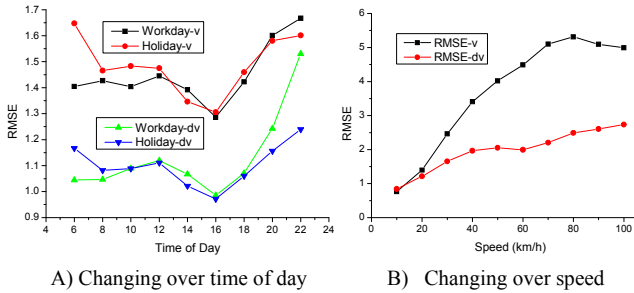 1.7
1.6
1.5
1.4
1.3
1.2
1.1
1.0
0.9
RMSE
Workday-v
Holiday-v
Workday-dv
Holiday-dv
4 6 8 10 12 14 16 18 20 22 24
Time of Day
A) Changing over time of day
6
5
4
3
2
1
0
RMSE
RMSE-v
RMSE-dv
0 20 40 60 80 100
Speed (km/h)
B) Changing over speed